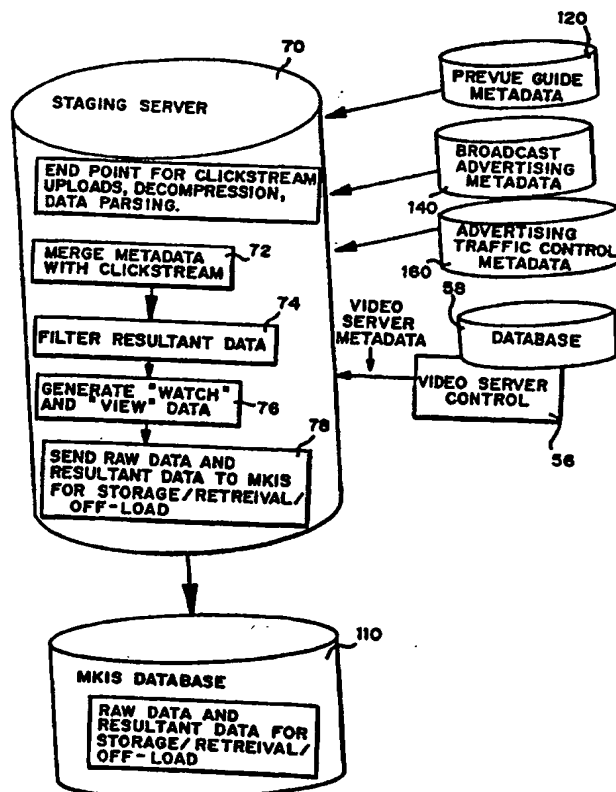 70
STAGING SERVER
END POINT FOR CLICKSTREAM
UPLOADS, DECOMPRESSION,
DATA PARSING.
MERGE METADATA
WITH CLICKSTREAM
72
FILTER RESULTANT DATA
74
GENERATE "WATCH"
AND "VIEW" DATA
76
SEND RAW DATA AND
RESULTANT DATA TO MKIS
FOR STORAGE/RETREIVAL/
OFF-LOAD
78
120
PREVUE GUIDE
METADATA
BROADCAST
ADVERTISING
METADATA
140
ADVERTISING
TRAFFIC CONTROL
METADATA
160
58
DATABASE
VIDEO
SERVER
METADATA
VIDEO SERVER
CONTROL
56
110
MKIS DATABASE
RAW DATA AND
RESULTANT DATA FOR
STORAGE/RETREIVAL/
OFF-LOAD